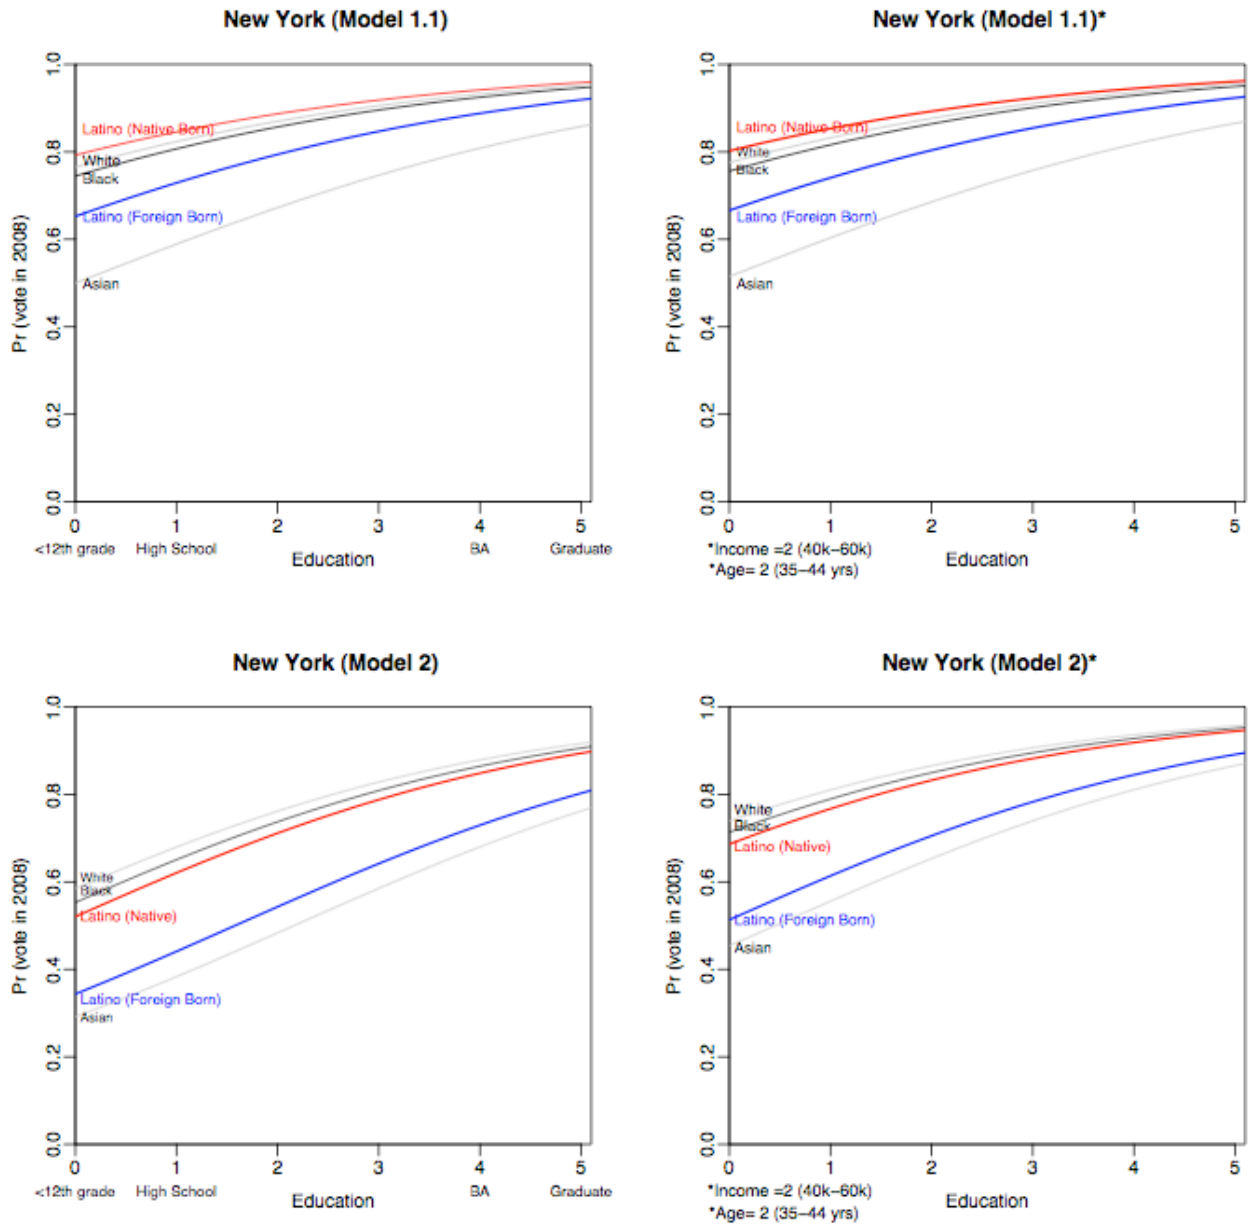 New York (Model 1.1)
Pr (vote in 2008)
0.0 0.2 0.4 0.6 0.8 1.0
Latino (Native Born)
White
Black
Latino (Foreign Born)
Asian
0 1 2 3 4 5
<12th grade High School BA Graduate
Education
New York (Model 1.1)*
Pr (vote in 2008)
0.0 0.2 0.4 0.6 0.8 1.0
Latino (Native Born)
White
Black
Latino (Foreign Born)
Asian
0 1 2 3 4 5
*Income =2 (40k–60k)
Education
*Age= 2 (35–44 yrs)
New York (Model 2)
Pr (vote in 2008)
0.0 0.2 0.4 0.6 0.8 1.0
White
Black
Latino (Native)
Latino (Foreign Born)
Asian
0 1 2 3 4 5
<12th grade High School BA Graduate
Education
New York (Model 2)*
Pr (vote in 2008)
0.0 0.2 0.4 0.6 0.8 1.0
White
Black
Latino (Native)
Latino (Foreign Born)
Asian
0 1 2 3 4 5
*Income =2 (40k–60k)
Education
*Age= 2 (35–44 yrs)